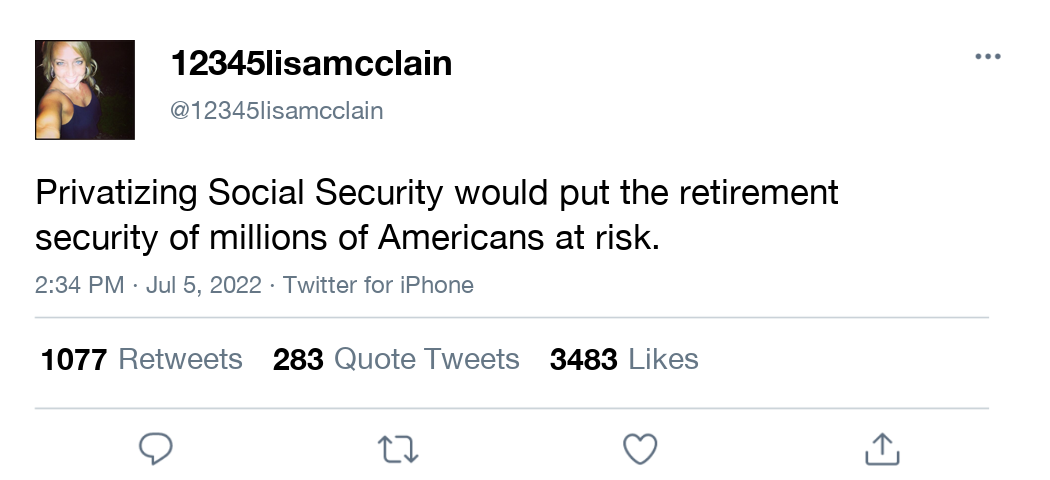 12345lisamcclain
@12345lisamcclain
Privatizing Social Security would put the retirement
security of millions of Americans at risk.
2:34 PM · Jul 5, 2022 · Twitter for iPhone
1077 Retweets 283 Quote Tweets 3483 Likes